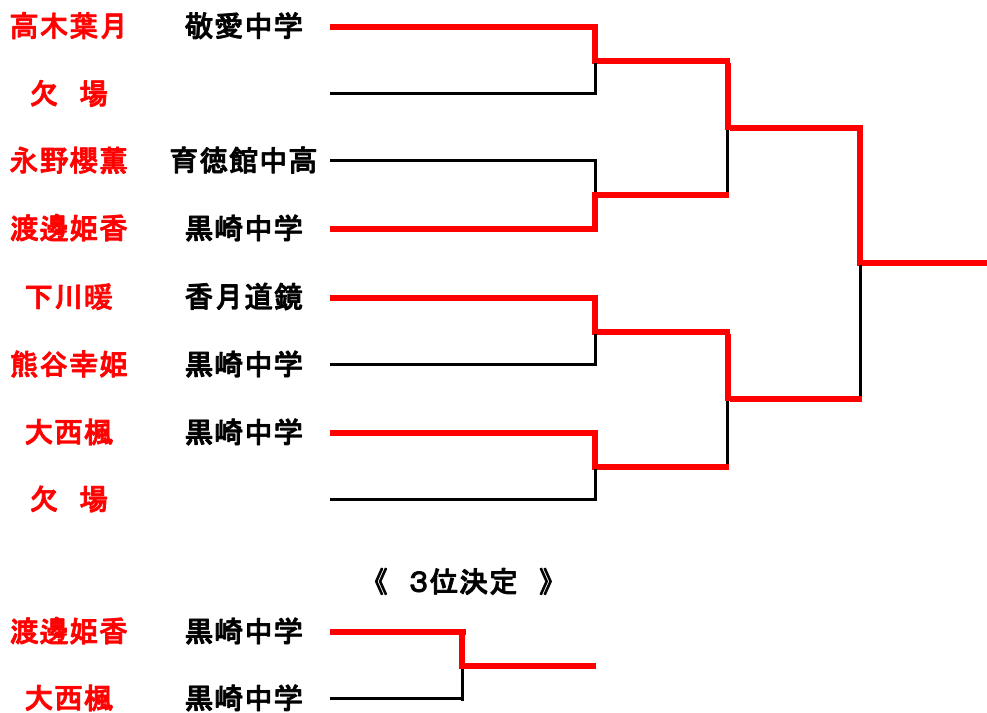 高木葉月 敬愛中学
欠 場
永野櫻薫 育徳館中高
渡邊姫香 黒崎中学
下川暖 香月道鏡
熊谷幸姫 黒崎中学
大西楓 黒崎中学
欠 場
《 3位決定 》
渡邊姫香 黒崎中学
大西楓 黒崎中学